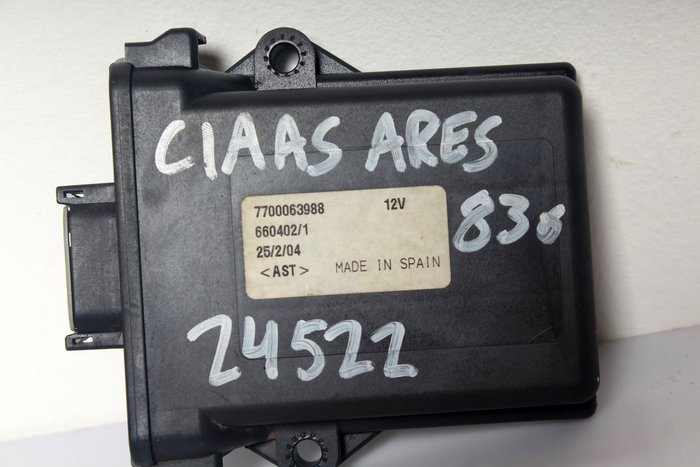 CIAAS ARES
7700063988 12V
660402/1
25/2/04
<AST> MADE IN SPAIN
836
24522